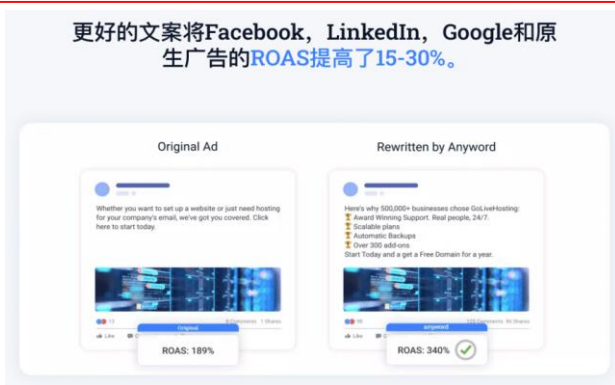 更好的文案将Facebook，LinkedIn，Google和原
生广告的ROAS提高了15-30%。
Original Ad
Whether you want to set up a website or just need hosting
for your company's email, we've got you covered. Click
here to start today.
Original
Like
ROAS: 189%
Rewritten by Anyword
Here's why 500,000+ businesses chose GoLiveHosting:
🏆 Award Winning Support. Real people, 24/7.
🏆 Scalable plans
🏆 Automatic Backups
🏆 Over 300 add-ons
Start Today and a get a Free Domain for a year.
anyword
Like
ROAS: 340%